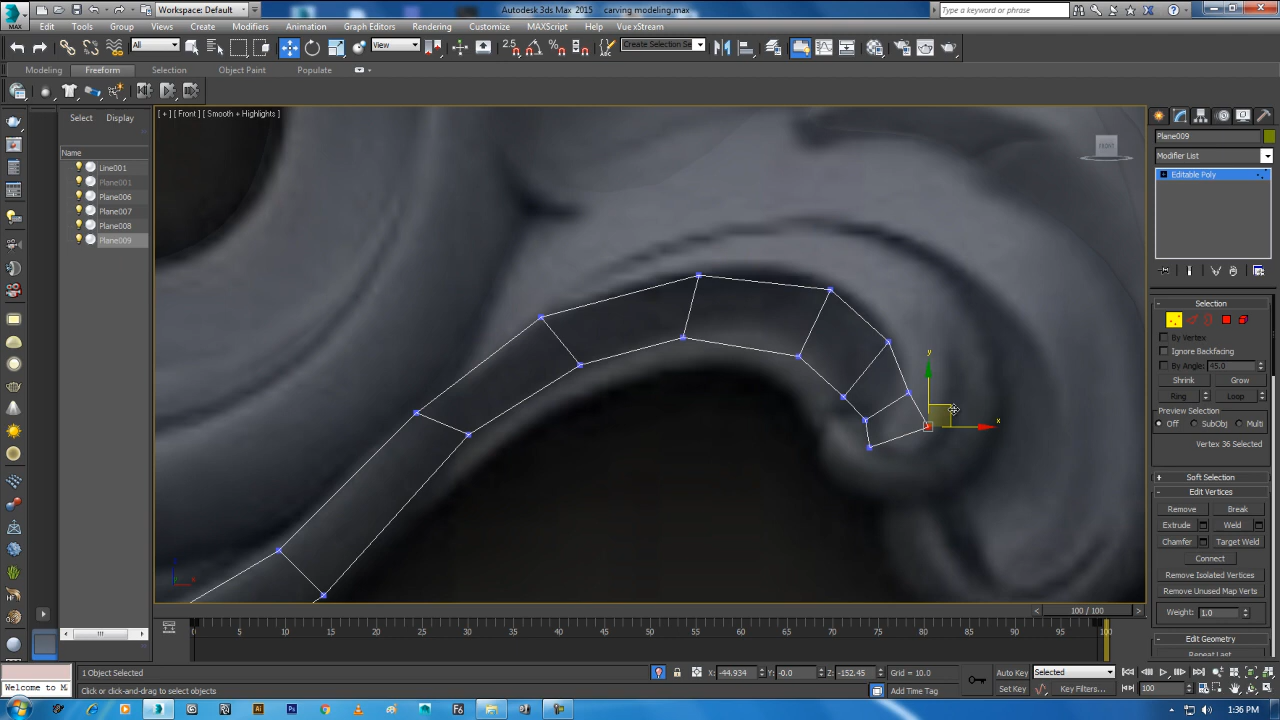 Workspace: Default
Autodesk 3ds Max 2015 carving modeling.max
Type a keyword or phrase
MAX
Edit Tools Group Views Create Modifiers Animation Graph Editors Rendering Customize MAXScript Help Vue xStream
All View 2.5 Create Selection Se
Modeling Freeform Selection Object Paint Populate
Select Display
[ + ] [ Front ] [ Smooth + Highlights ]
FRONT
Name
Line001
Plane001
Plane006
Plane007
Plane008
Plane009
y
x
Plane009
Modifier List
Editable Poly
Selection
By Vertex
Ignore Backfacing
By Angle: 45.0
Shrink Grow
Ring Loop
Preview Selection
Off SubObj Multi
Vertex 36 Selected
Soft Selection
Edit Vertices
Remove Break
Extrude Weld
Chamfer Target Weld
Connect
Remove Isolated Vertices
Remove Unused Map Verts
Weight: 1.0
Edit Geometry
Repeat Last
100 / 100
0 5 10 15 20 25 30 35 40 45 50 55 60 65 70 75 80 85 90 95 100
1 Object Selected X: -44.934 Y: -0.0 Z: -152.45 Grid = 10.0 Auto Key Selected
Welcome to M Click or click-and-drag to select objects Add Time Tag Set Key Key Filters... 100
1:36 PM